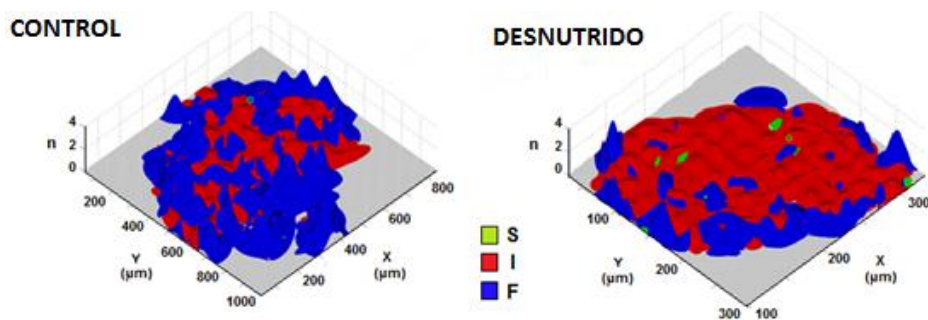 CONTROL
DESNUTRIDO
4
n 2
0
200
400
Y 600
(µm) 800
1000
800
600
X
400 (µm)
200
S
I
F
4
n 2
0
100
Y 200
(µm)
300
300
X
200 (µm)
100